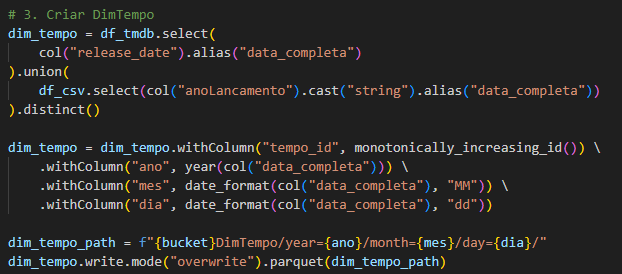 # 3. Criar DimTempo
dim_tempo = df_tmdb.select(
    col("release_date").alias("data_completa")
).union(
    df_csv.select(col("anoLancamento").cast("string").alias("data_completa"))
).distinct()

dim_tempo = dim_tempo.withColumn("tempo_id", monotonically_increasing_id()) \
    .withColumn("ano", year(col("data_completa"))) \
    .withColumn("mes", date_format(col("data_completa"), "MM")) \
    .withColumn("dia", date_format(col("data_completa"), "dd"))

dim_tempo_path = f"{bucket}DimTempo/year={ano}/month={mes}/day={dia}/"
dim_tempo.write.mode("overwrite").parquet(dim_tempo_path)